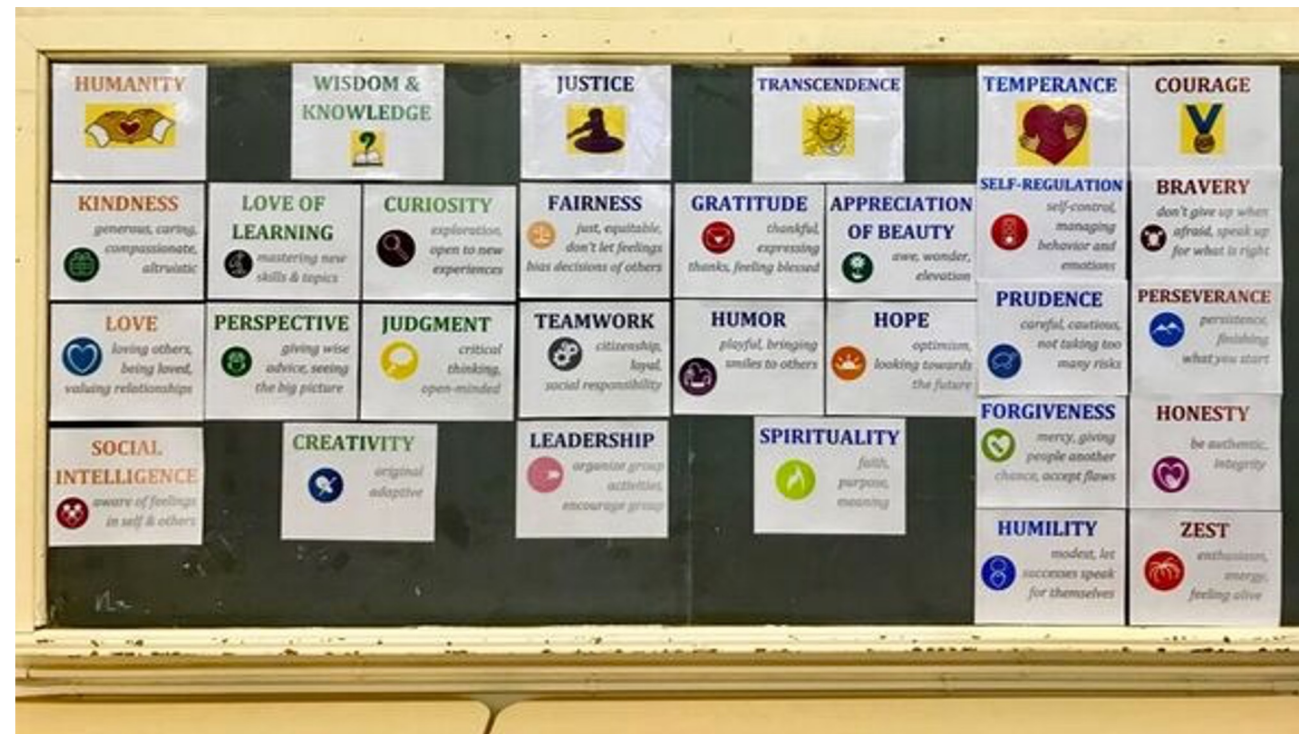 HUMANITY
WISDOM &
KNOWLEDGE
JUSTICE
TRANSCENDENCE
TEMPERANCE
COURAGE
KINDNESS
generous, caring,
compassionate,
altruistic
LOVE OF
LEARNING
mastering new
skills & topics
CURIOSITY
exploration,
open to new
experiences
FAIRNESS
just, equitable,
don't let feelings
bias decisions of others
GRATITUDE
thankful,
expressing
thanks, feeling blessed
APPRECIATION
OF BEAUTY
awe, wonder,
elevation
SELF-REGULATION
self-control,
managing
behavior and
emotions
BRAVERY
don't give up when
afraid, speak up
for what is right
LOVE
loving others,
being loved,
valuing relationships
PERSPECTIVE
giving wise
advice, seeing
the big picture
JUDGMENT
critical
thinking,
open-minded
TEAMWORK
citizenship,
loyal,
social responsibility
HUMOR
playful, bringing
smiles to others
HOPE
optimism,
looking towards
the future
PRUDENCE
careful, cautious,
not taking too
many risks
PERSEVERANCE
persistence,
finishing
what you start
SOCIAL
INTELLIGENCE
aware of feelings
in self & others
CREATIVITY
original
adaptive
LEADERSHIP
organize group
activities,
encourage group
SPIRITUALITY
faith,
purpose,
meaning
FORGIVENESS
mercy, giving
people another
chance, accept flaws
HONESTY
be authentic,
integrity
HUMILITY
modest, let
successes speak
for themselves
ZEST
enthusiasm,
energy,
feeling alive